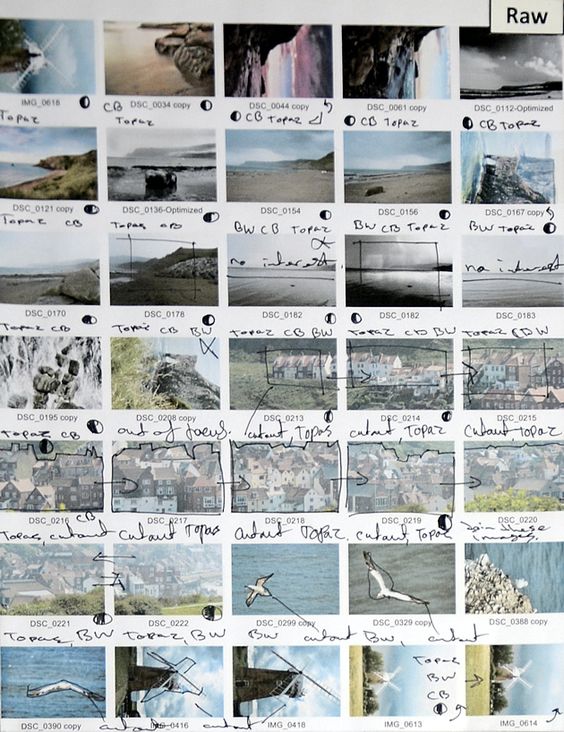 Raw
IMG_0618 DSC_0034 copy DSC_0044 copy DSC_0061 copy DSC_0112-Optimized
Topaz CB Topaz CB Topaz CB Topaz CB Topaz
DSC_0121 copy DSC_0136-Optimized DSC_0154 DSC_0156 DSC_0167 copy
Topaz CB Topaz CB BW CB Topaz BW CB Topaz BW Topaz
no interest. no interest
DSC_0170 DSC_0178 DSC_0182 DSC_0182 DSC_0183
Topaz CB Topaz CB BW Topaz CB BW Topaz CB BW Topaz
DSC_0195 copy DSC_0208 copy DSC_0213 DSC_0214 DSC_0215
Topaz CB out of focus. cutout, Topaz cutout, Topaz cutout Topaz
DSC_0216 DSC_0217 DSC_0218 DSC_0219 DSC_0220
CB
Topaz, cutout cutout Topaz cutout Topaz, cutout, Topaz Join these images.
DSC_0221 DSC_0222 DSC_0299 copy DSC_0329 copy DSC_0388 copy
Topaz, BW Topaz, BW BW cutout BW, cutout
Topaz
BW
CB
DSC_0390 copy IMG_0416 IMG_0418 IMG_0613 IMG_0614
cutout cutout